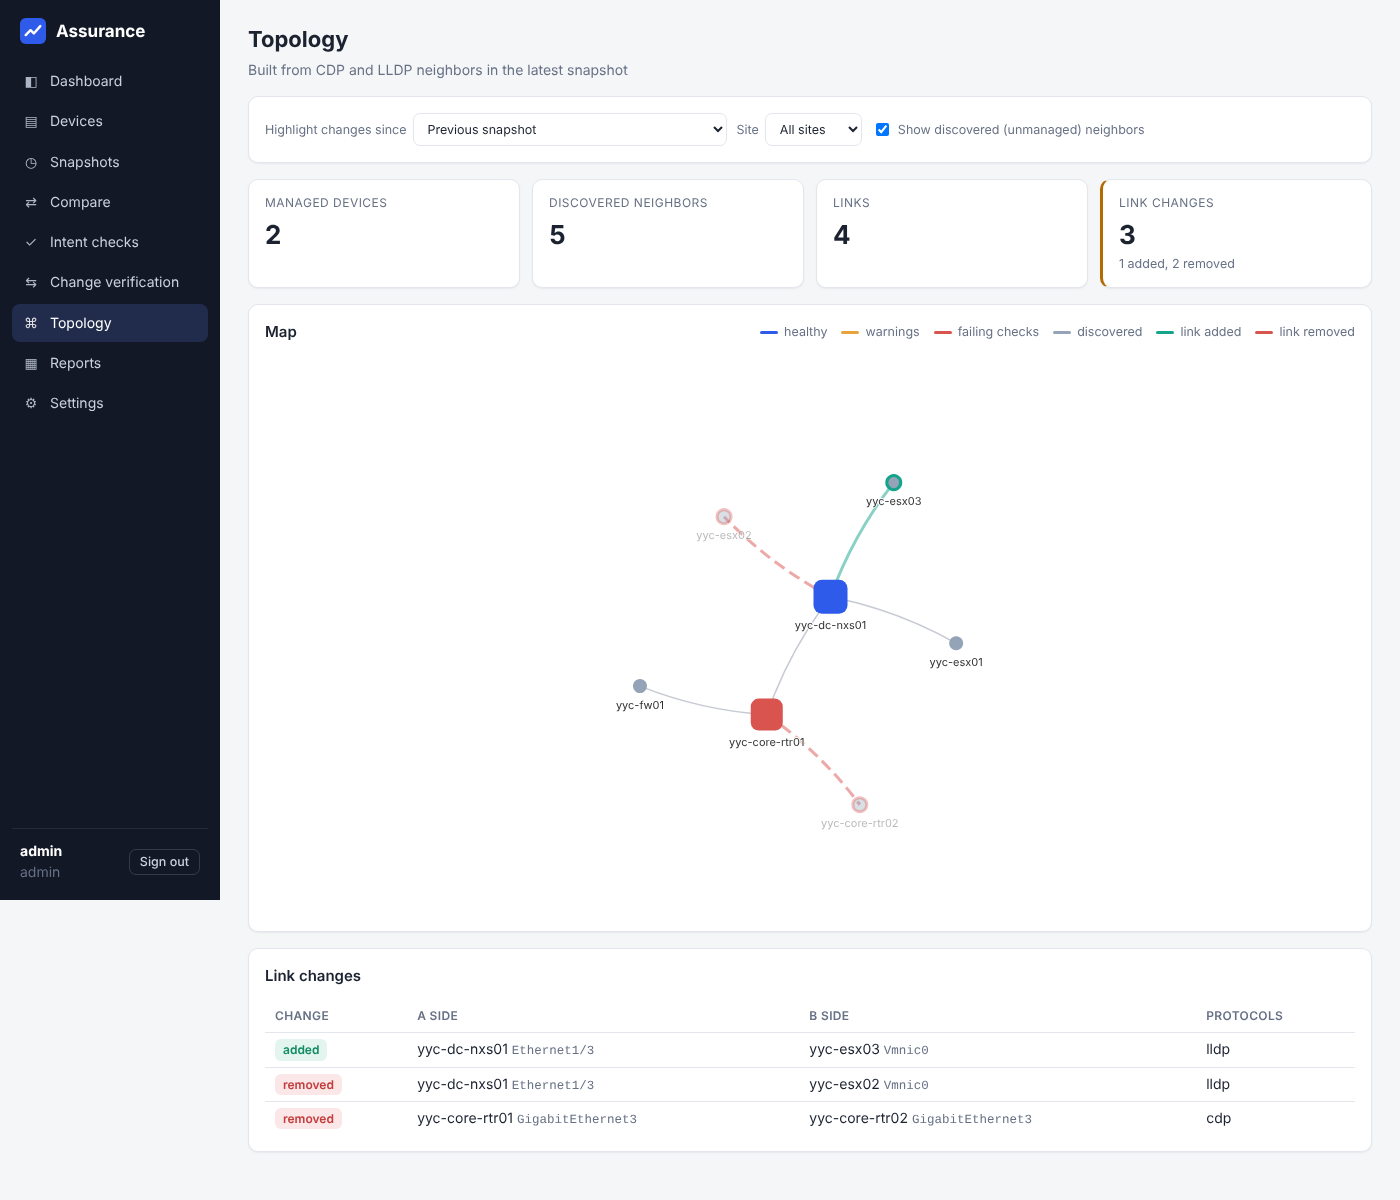 Assurance
Dashboard
Devices
Snapshots
Compare
Intent checks
Change verification
Topology
Reports
Settings
admin
admin
Sign out
Topology
Built from CDP and LLDP neighbors in the latest snapshot
Highlight changes since Previous snapshot Site All sites Show discovered (unmanaged) neighbors
MANAGED DEVICES
2
DISCOVERED NEIGHBORS
5
LINKS
4
LINK CHANGES
3
1 added, 2 removed
Map
healthy warnings failing checks discovered link added link removed
yyc-esx03
yyc-esx02
yyc-dc-nxs01
yyc-esx01
yyc-fw01
yyc-core-rtr01
yyc-core-rtr02
Link changes
CHANGE A SIDE B SIDE PROTOCOLS
added yyc-dc-nxs01 Ethernet1/3 yyc-esx03 Vmnic0 lldp
removed yyc-dc-nxs01 Ethernet1/3 yyc-esx02 Vmnic0 lldp
removed yyc-core-rtr01 GigabitEthernet3 yyc-core-rtr02 GigabitEthernet3 cdp